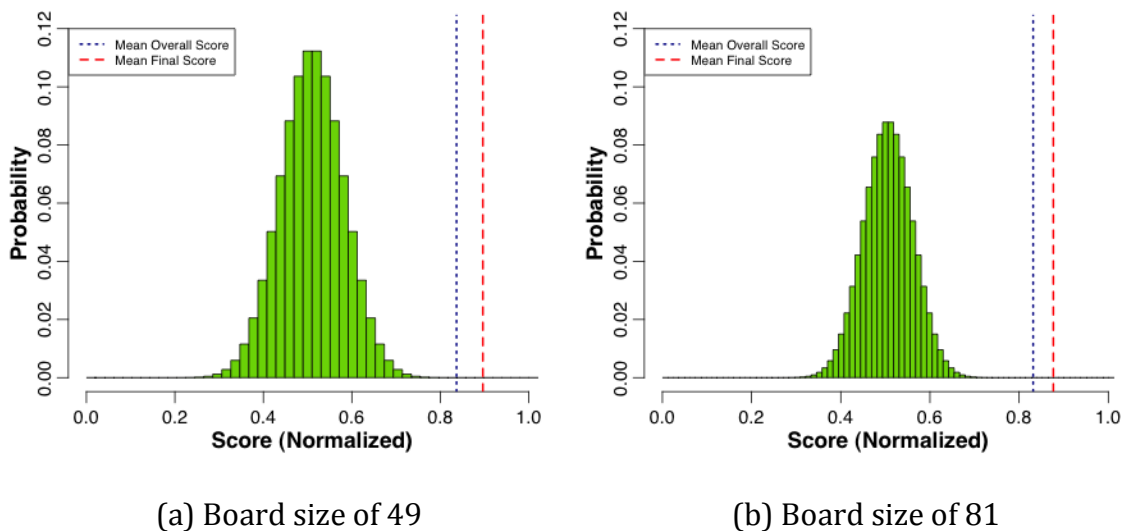 Mean Overall Score
Mean Final Score
Probability
0.00
0.02
0.04
0.06
0.08
0.10
0.12
0.0
0.2
0.4
0.6
0.8
1.0
Score (Normalized)
(a) Board size of 49
Mean Overall Score
Mean Final Score
Probability
0.00
0.02
0.04
0.06
0.08
0.10
0.12
0.0
0.2
0.4
0.6
0.8
1.0
Score (Normalized)
(b) Board size of 81